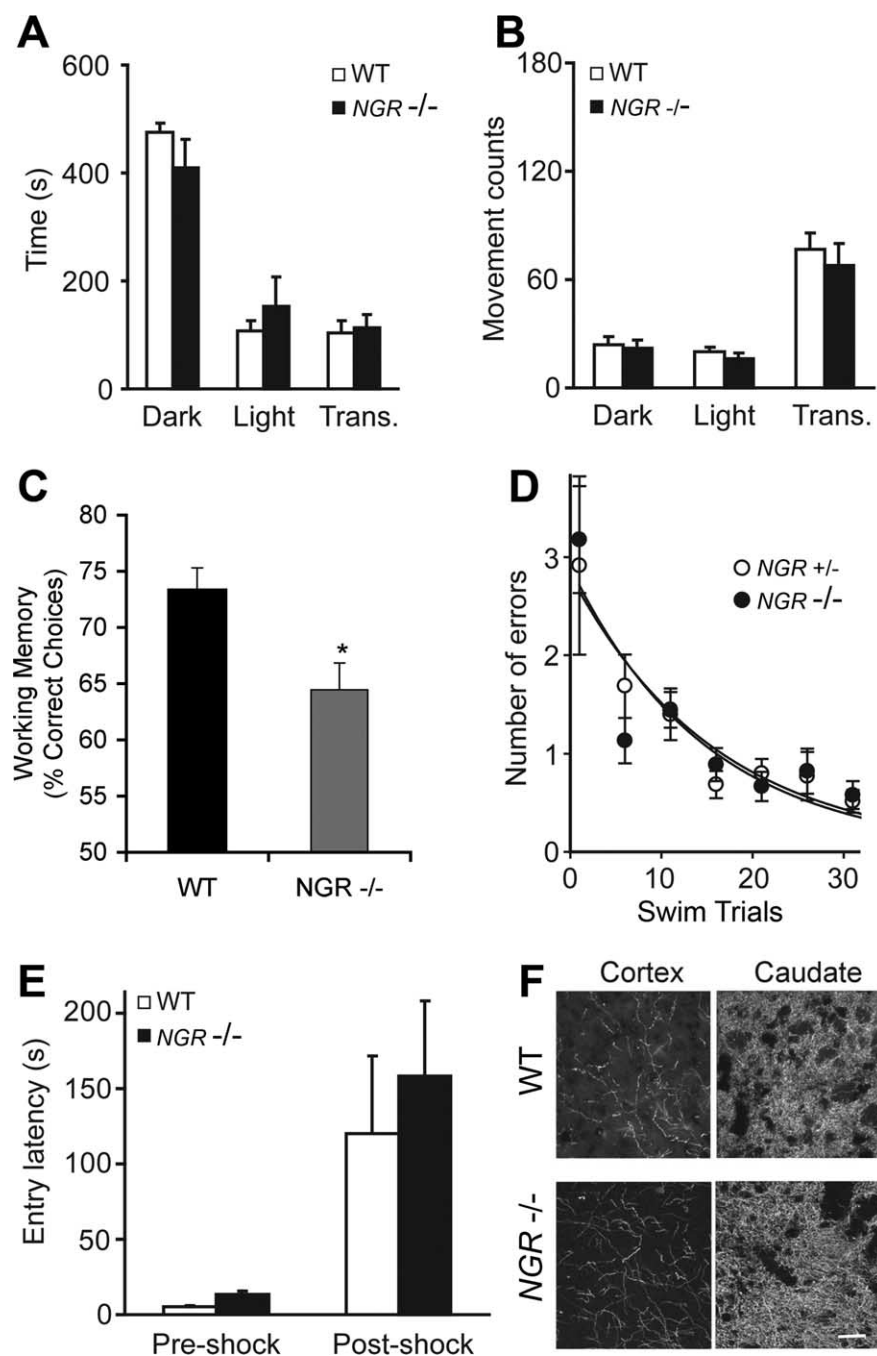 A
600
400
200
0
Time (s)
WT
NGR -/-
Dark Light Trans.
B
180
120
60
0
Movement counts
WT
NGR -/-
Dark Light Trans.
C
80
75
70
65
60
55
50
Working Memory
(% Correct Choices)
*
WT NGR -/-
D
3
2
1
0
Number of errors
NGR +/-
NGR -/-
0 10 20 30
Swim Trials
E
200
150
100
50
0
Entry latency (s)
WT
NGR -/-
Pre-shock Post-shock
F
Cortex Caudate
WT
NGR -/-